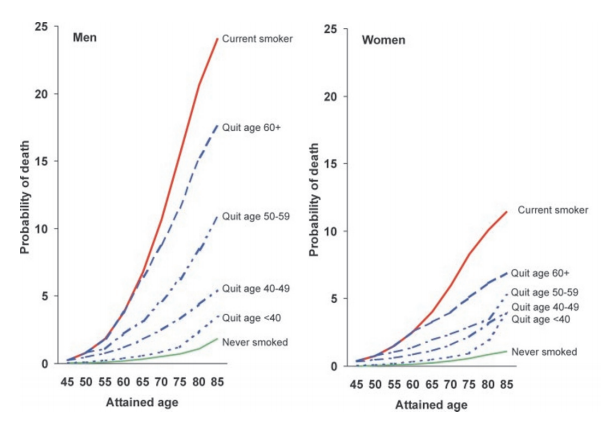 Men
Probability of death
25
20
15
10
5
0
45 50 55 60 65 70 75 80 85
Attained age
Current smoker
Quit age 60+
Quit age 50-59
Quit age 40-49
Quit age <40
Never smoked
Women
Probability of death
25
20
15
10
5
0
45 50 55 60 65 70 75 80 85
Attained age
Current smoker
Quit age 60+
Quit age 50-59
Quit age 40-49
Quit age <40
Never smoked